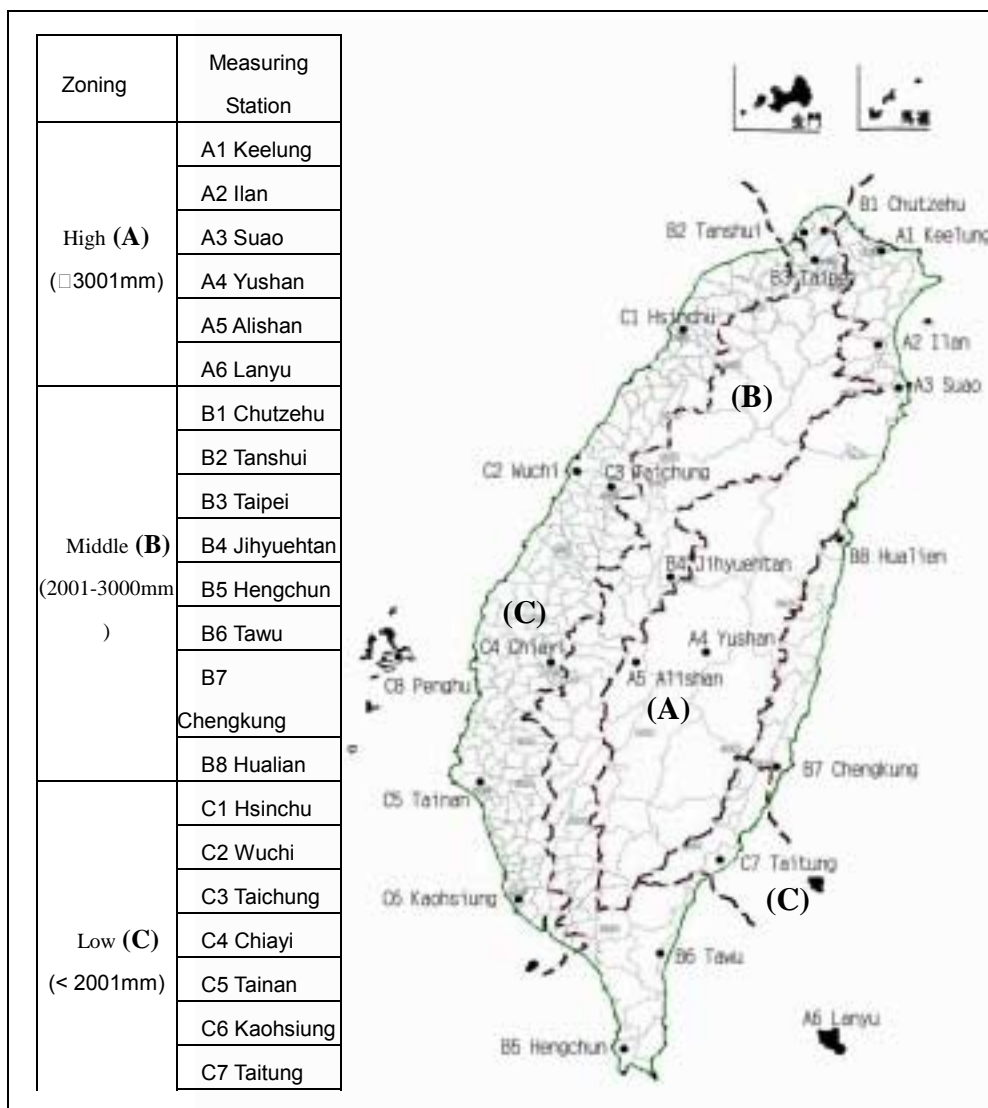 Zoning
Measuring
Station
High (A)
(□3001mm)
A1 Keelung
A2 Ilan
A3 Suao
A4 Yushan
A5 Alishan
A6 Lanyu
Middle (B)
(2001-3000mm
)
B1 Chutzehu
B2 Tanshui
B3 Taipei
B4 Jihyuehtan
B5 Hengchun
B6 Tawu
B7
Chengkung
B8 Hualian
Low (C)
(< 2001mm)
C1 Hsinchu
C2 Wuchi
C3 Taichung
C4 Chiayi
C5 Tainan
C6 Kaohsiung
C7 Taitung
金門
馬祖
B1 Chutzehu
B2 Tanshui
A1 Keelung
B3 Taipei
C1 Hsinchu
A2 Ilan
A3 Suao
(B)
C2 Wuchi
C3 Taichung
B8 Hualien
B4 Jihyuehtan
(C)
C4 Chiayi
A4 Yushan
A5 Alishan
C8 Penghu
(A)
B7 Chengkung
C5 Tainan
C7 Taitung
(C)
C6 Kaohsiung
B6 Tawu
A6 Lanyu
B5 Hengchun